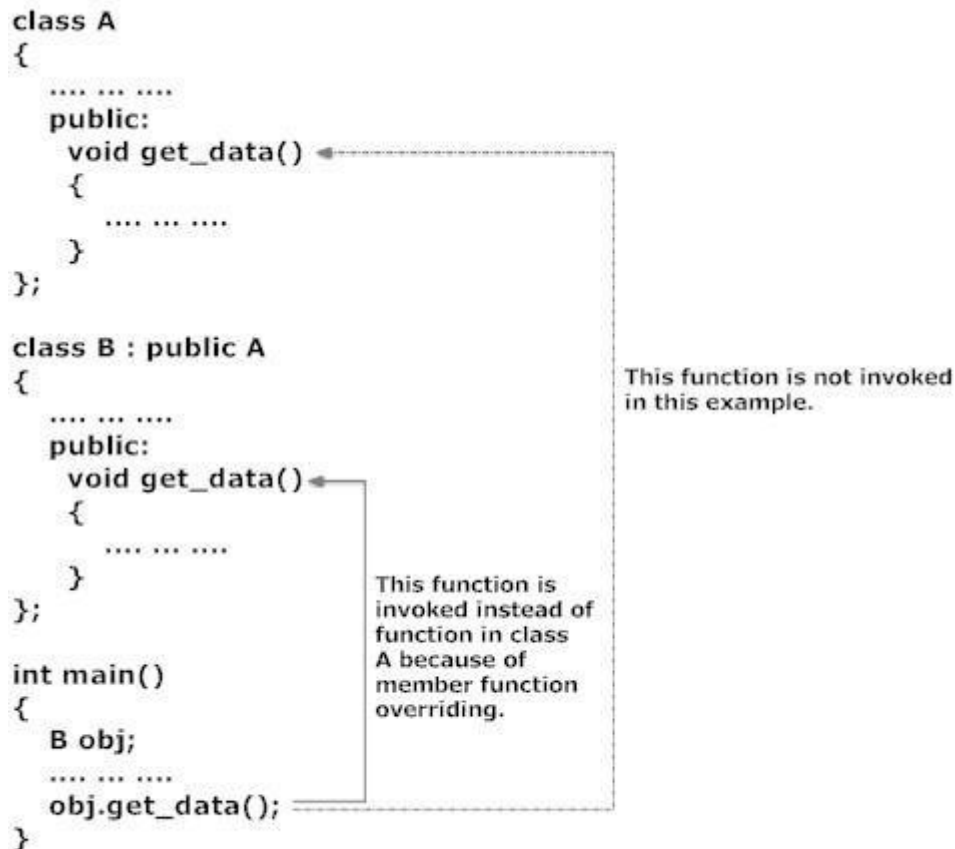 class A
{
.... ... ....
public:
void get_data()
{
.... ... ....
}
};
class B : public A
{
.... ... ....
public:
void get_data()
{
.... ... ....
}
};
int main()
{
B obj;
.... ... ....
obj.get_data();
}
This function is not invoked
in this example.
This function is
invoked instead of
function in class
A because of
member function
overriding.